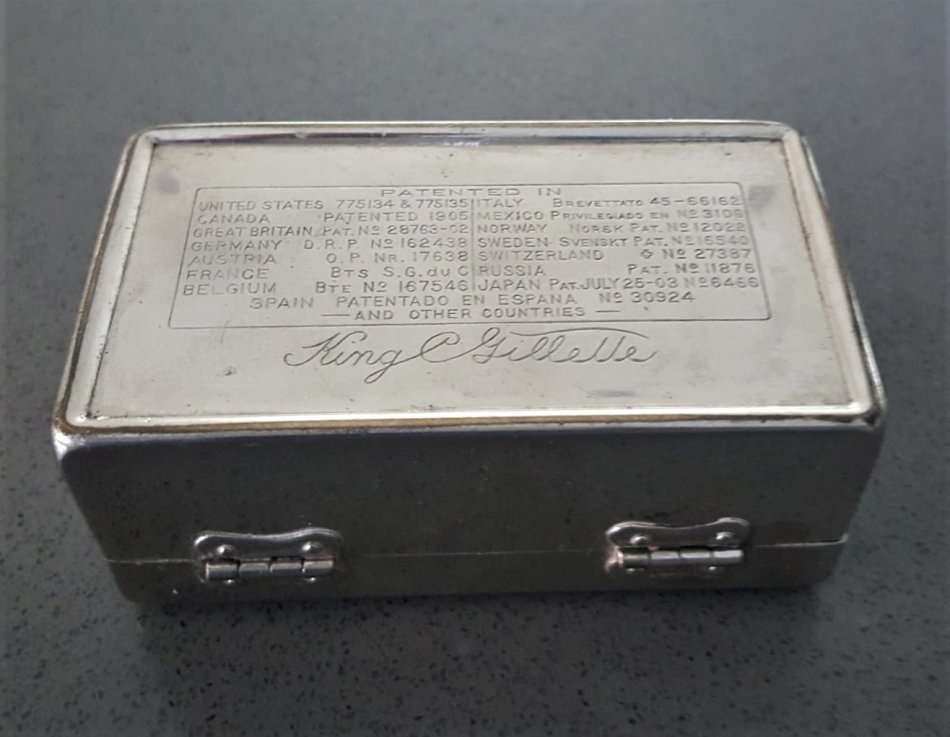 PATENTED IN
UNITED STATES 775134 & 775135 ITALY BREVETTATO 45-66162
CANADA PATENTED 1905 MEXICO PRIVILEGIADO EN Nº 3109
GREAT BRITAIN PAT. Nº 28763-02 NORWAY NORSK PAT. Nº 12022
GERMANY D.R.P Nº 162438 SWEDEN SVENSKT PAT. Nº 16540
AUSTRIA O.P. NR. 17638 SWITZERLAND Nº 27387
FRANCE BTS S.G.du G RUSSIA PAT. Nº 11876
BELGIUM BTE Nº 167546 JAPAN PAT. JULY 25-03 Nº 6466
SPAIN PATENTADO EN ESPANA Nº 30924
— AND OTHER COUNTRIES —
King C Gillette